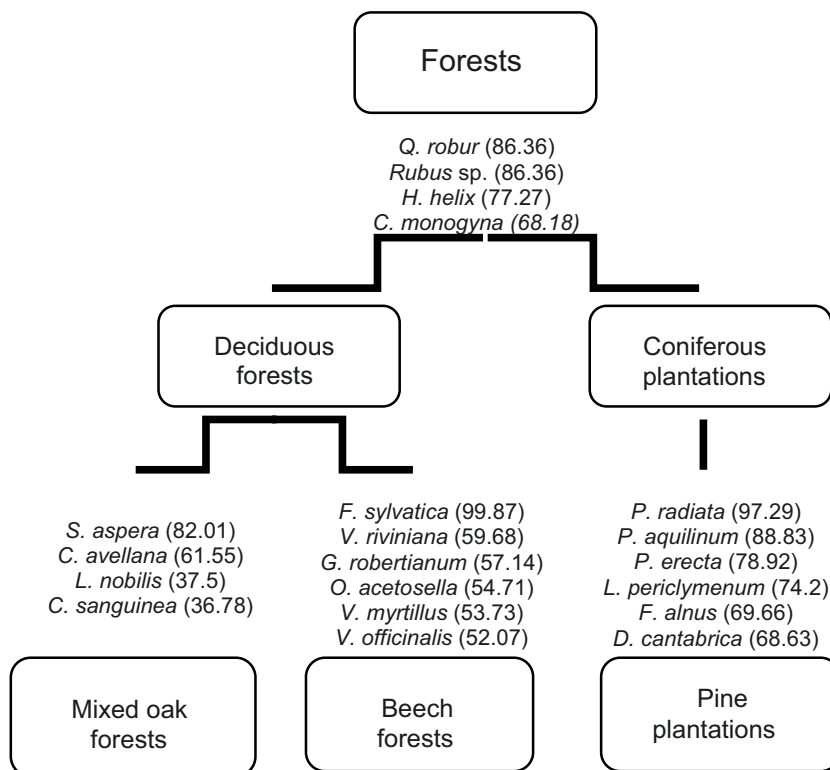 Forests
Q. robur (86.36)
Rubus sp. (86.36)
H. helix (77.27)
C. monogyna (68.18)
Deciduous
forests
Coniferous
plantations
S. aspera (82.01)
C. avellana (61.55)
L. nobilis (37.5)
C. sanguinea (36.78)
F. sylvatica (99.87)
V. riviniana (59.68)
G. robertianum (57.14)
O. acetosella (54.71)
V. myrtillus (53.73)
V. officinalis (52.07)
P. radiata (97.29)
P. aquilinum (88.83)
P. erecta (78.92)
L. periclymenum (74.2)
F. alnus (69.66)
D. cantabrica (68.63)
Mixed oak
forests
Beech
forests
Pine
plantations